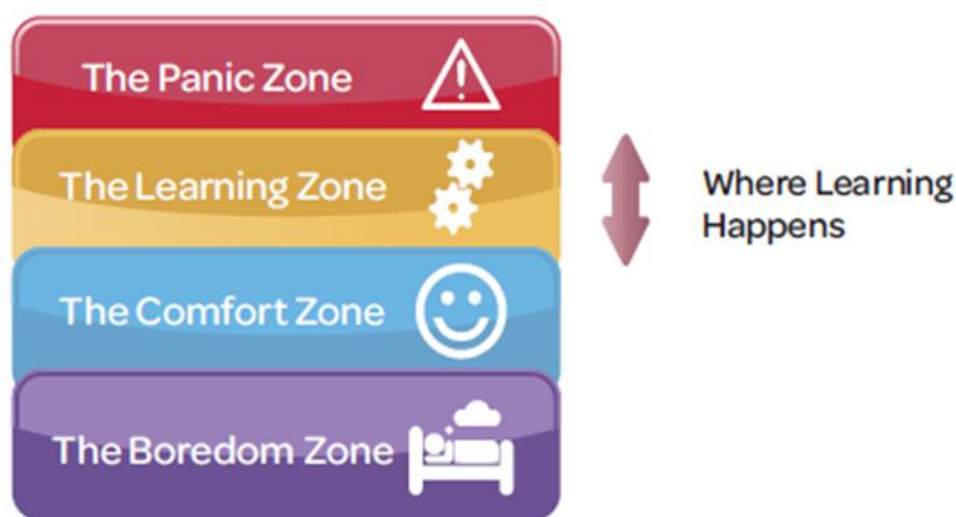 The Panic Zone
The Learning Zone
Where Learning
Happens
The Comfort Zone
The Boredom Zone